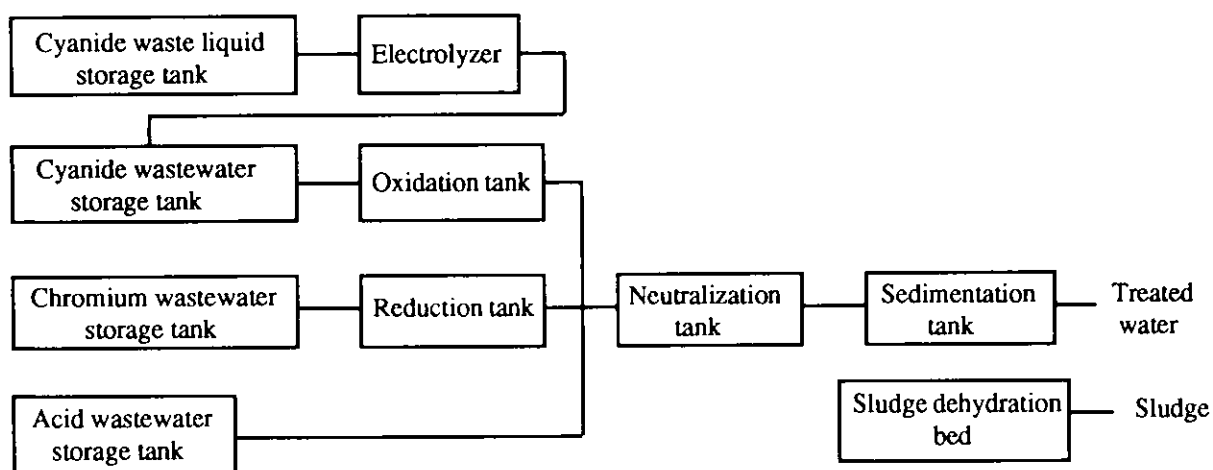 Cyanide waste liquid
storage tank
Electrolyzer
Cyanide wastewater
storage tank
Oxidation tank
Chromium wastewater
storage tank
Reduction tank
Neutralization
tank
Sedimentation
tank
Treated
water
Acid wastewater
storage tank
Sludge dehydration
bed
Sludge